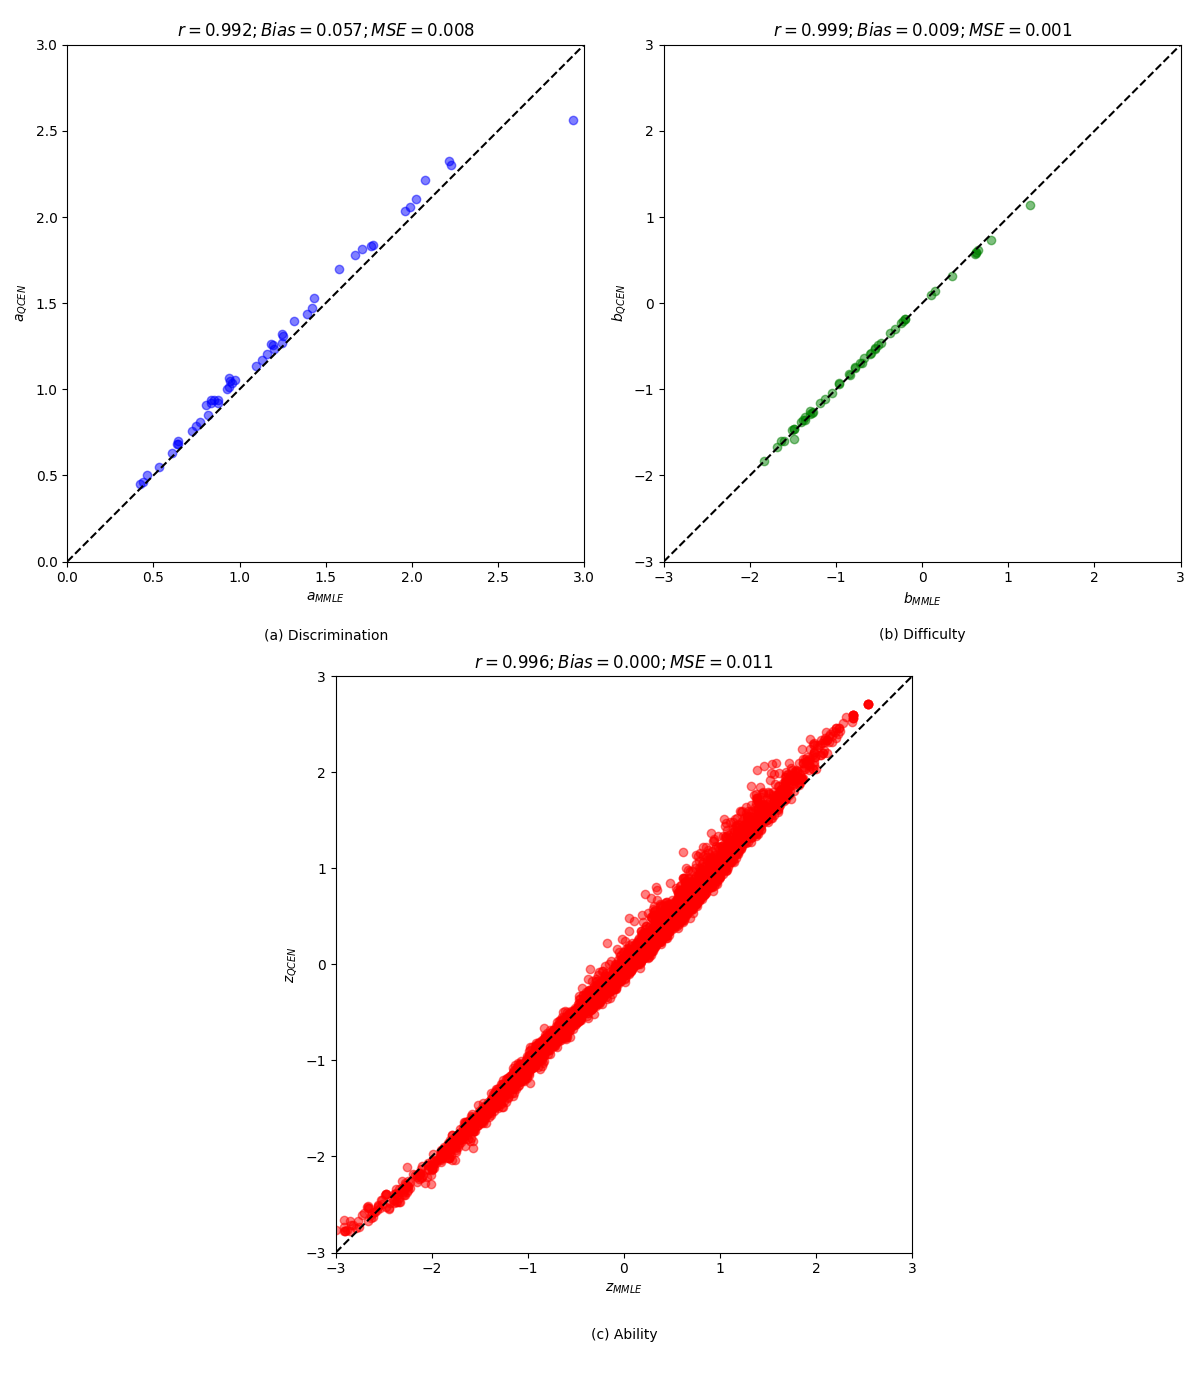 r = 0.992; Bias = 0.057; MSE = 0.008
3.0
2.5
2.0
1.5
1.0
0.5
0.0
a_QCEN
0.0 0.5 1.0 1.5 2.0 2.5 3.0
a_MMLE
(a) Discrimination
r = 0.999; Bias = 0.009; MSE = 0.001
3
2
1
0
−1
−2
−3
b_QCEN
−3 −2 −1 0 1 2 3
b_MMLE
(b) Difficulty
r = 0.996; Bias = 0.000; MSE = 0.011
3
2
1
0
−1
−2
−3
z_QCEN
−3 −2 −1 0 1 2 3
z_MMLE
(c) Ability